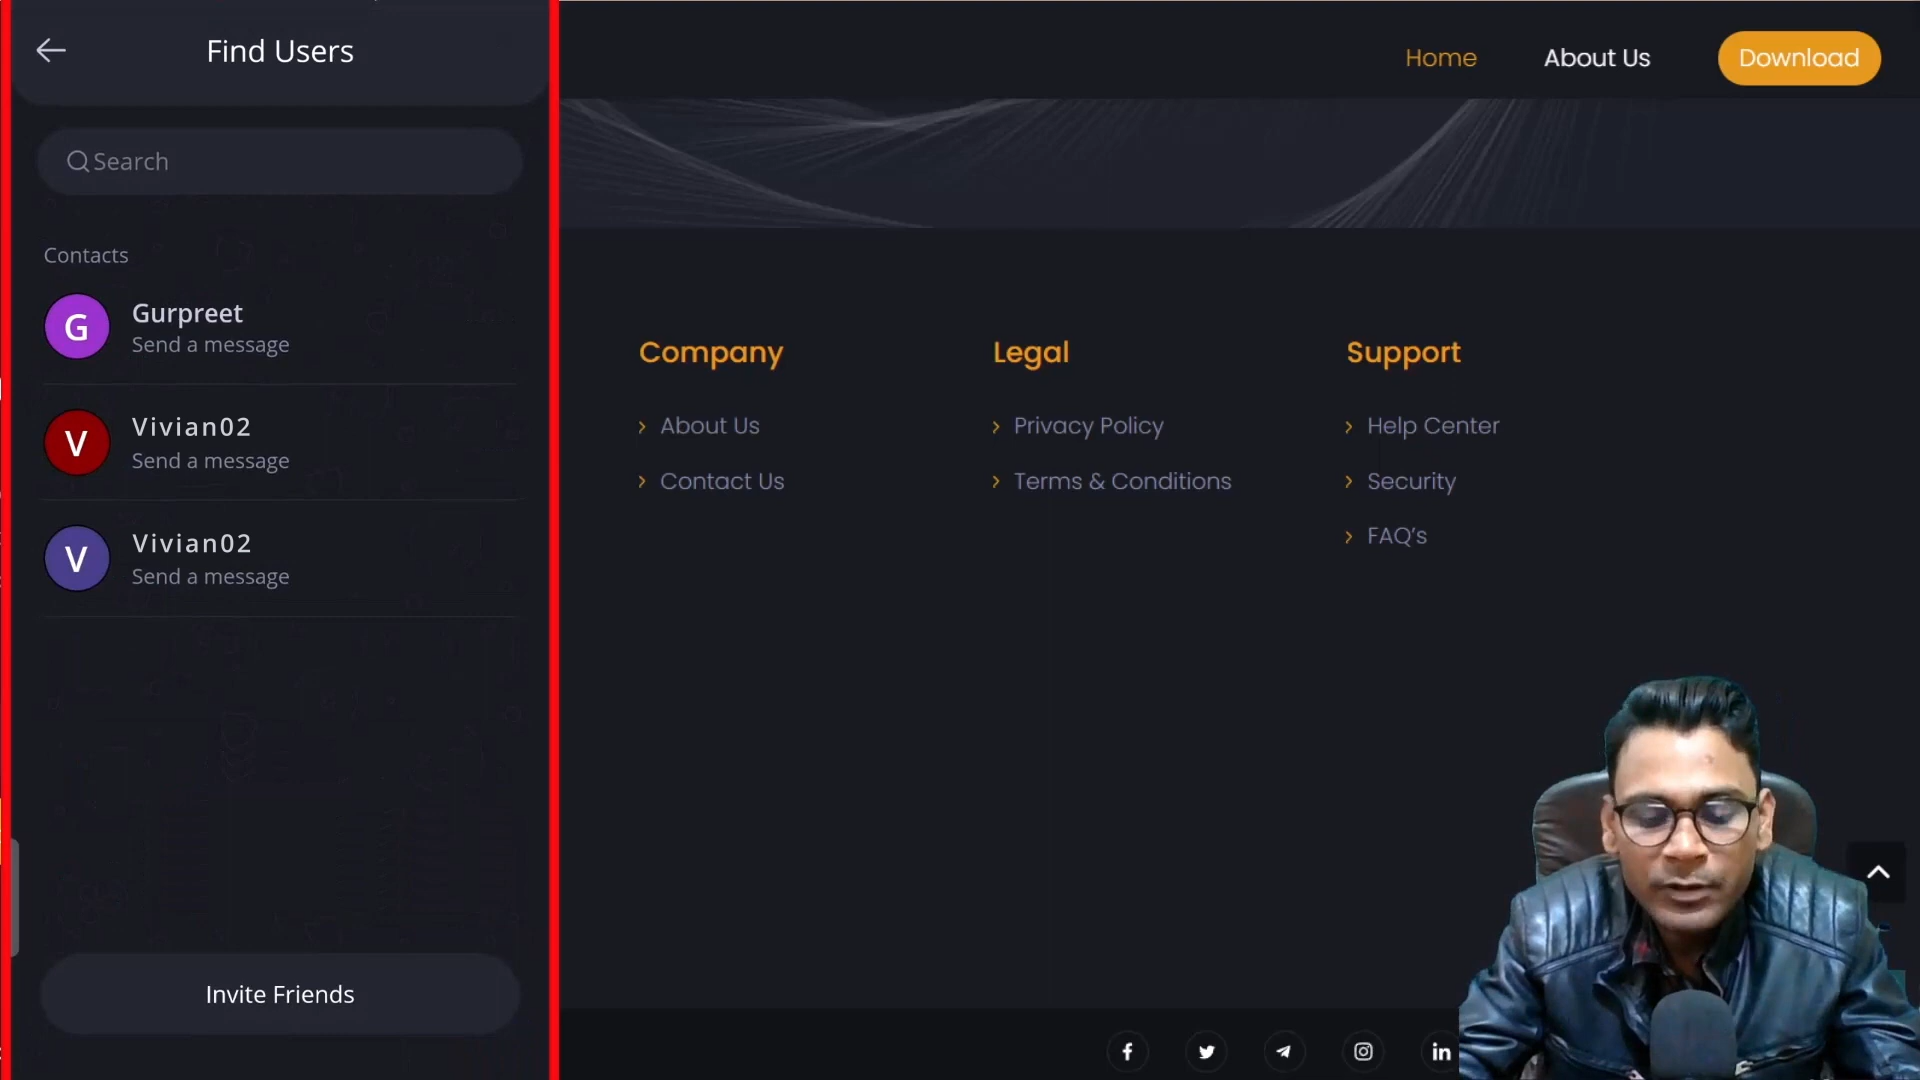 Find Users
Search
Contacts
G
Gurpreet
Send a message
V
Vivian02
Send a message
V
Vivian02
Send a message
Invite Friends
Home
About Us
Download
Company
About Us
Contact Us
Legal
Privacy Policy
Terms & Conditions
Support
Help Center
Security
FAQ's